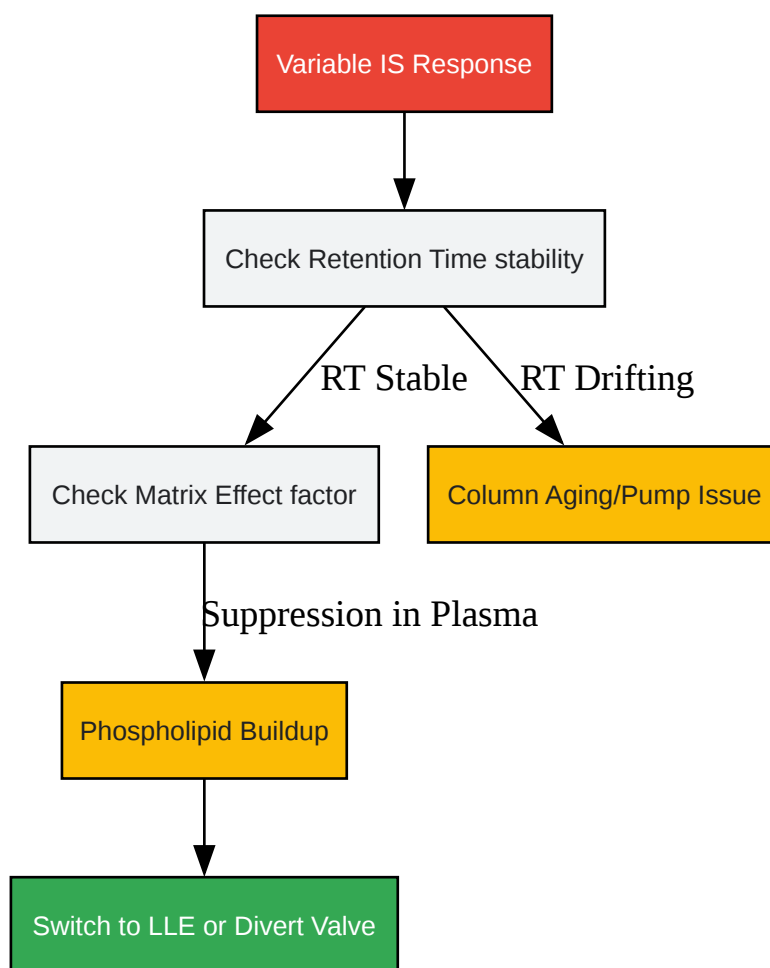 Variable IS Response
Check Retention Time stability
RT Stable
RT Drifting
Check Matrix Effect factor
Column Aging/Pump Issue
Suppression in Plasma
Phospholipid Buildup
Switch to LLE or Divert Valve